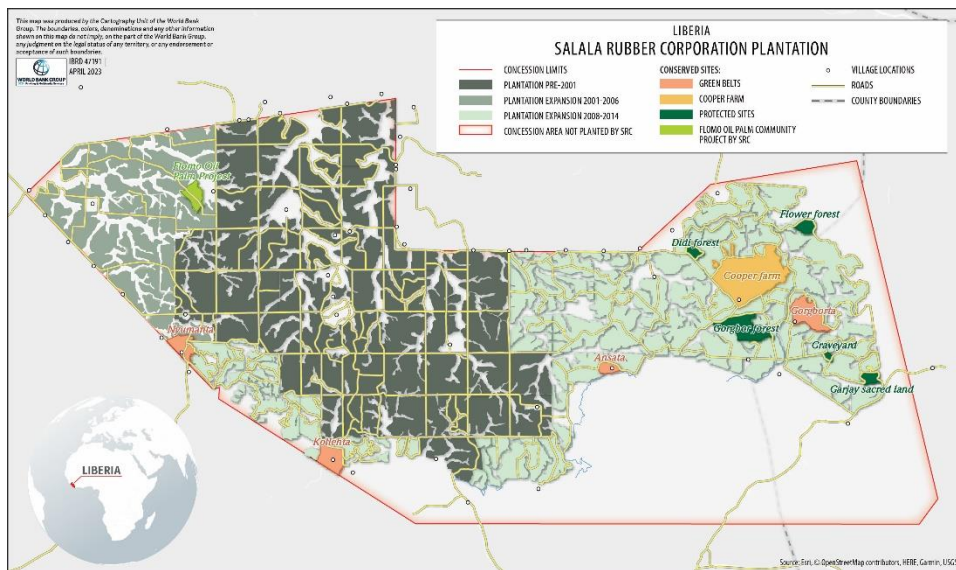 This map was produced by the Cartography Unit of the World Bank
Group. The boundaries, colors, denominations and any other information
shown on this map do not imply, on the part of the World Bank
Group, any judgment on the legal status of any territory, or any endorsement or
acceptance of such boundaries.
WORLD BANK GROUP
IBRD 47191
APRIL 2023
LIBERIA
SALALA RUBBER CORPORATION PLANTATION
CONCESSION LIMITS
PLANTATION PRE-2001
PLANTATION EXPANSION 2001-2006
PLANTATION EXPANSION 2008-2014
CONCESSION AREA NOT PLANTED BY SRC
CONSERVED SITES:
GREEN BELTS
COOPER FARM
PROTECTED SITES
FLOMO OIL PALM COMMUNITY
PROJECT BY SRC
VILLAGE LOCATIONS
ROADS
COUNTY BOUNDARIES
Flomo Oil
Palm Project
Flower forest
Didi forest
Cooper farm
Gorgborta
Gorgbor forest
Nyumanta
Graveyard
Ansata
Garjay sacred land
Kollenta
LIBERIA
Source: Esri, © OpenStreetMap contributors, HERE, Garmin, USGS